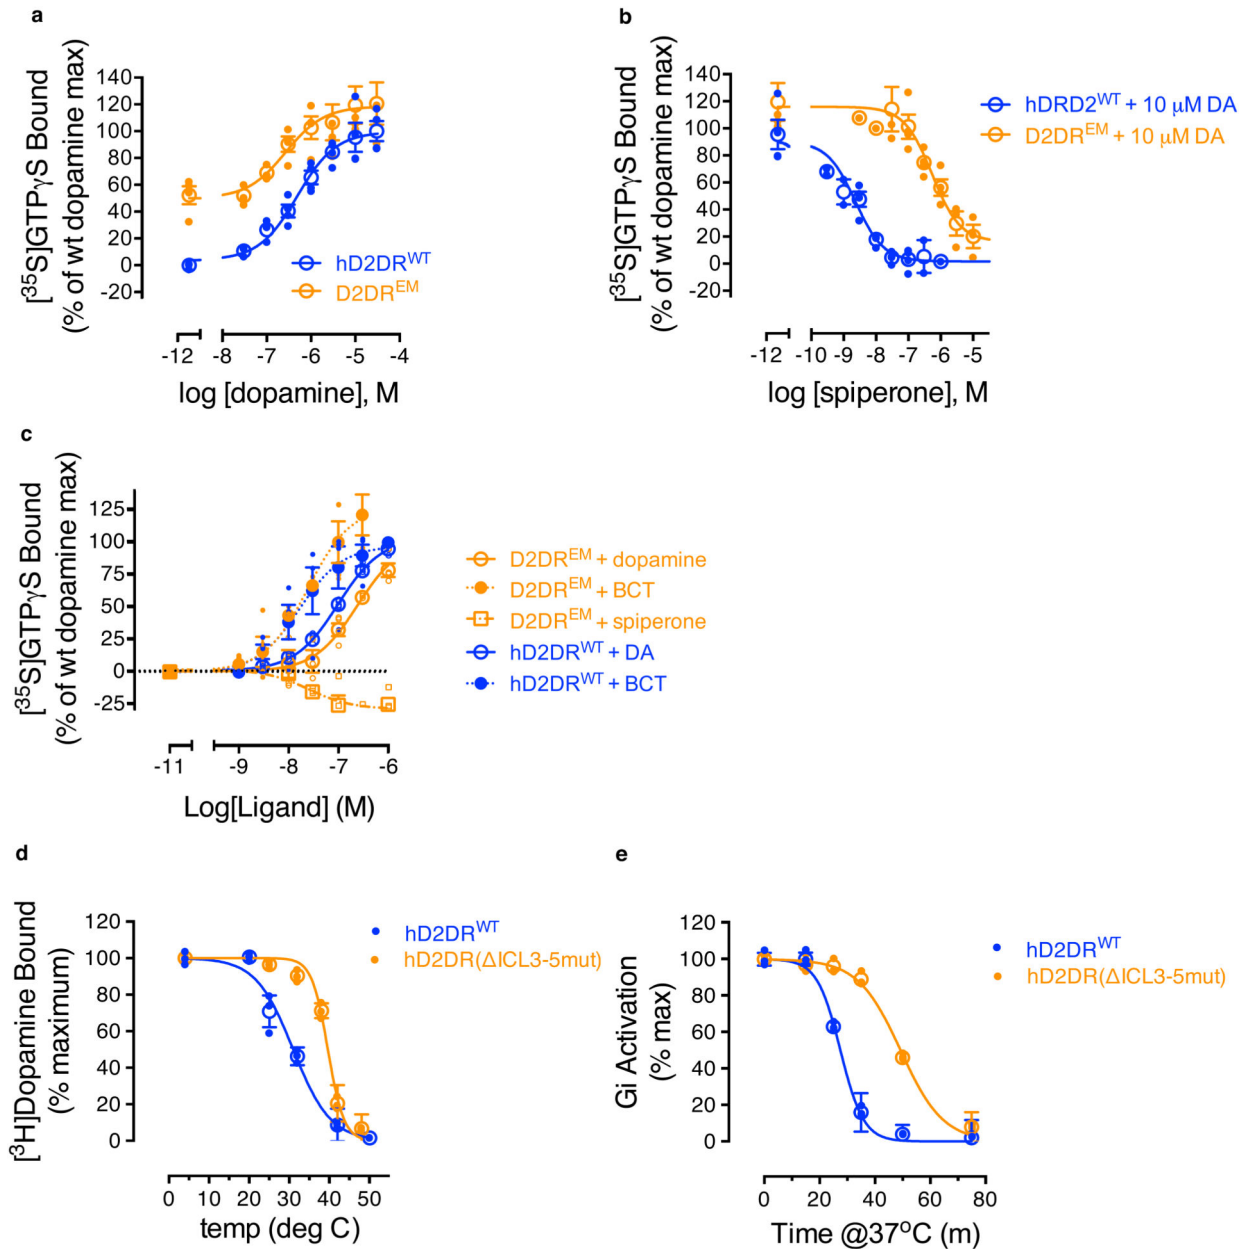 a
[³⁵S]GTPγS Bound
(% of wt dopamine max)
140
120
100
80
60
40
20
0
-20
hD2DRᵂᵀ
D2DRᴱᴹ
-12 -8 -7 -6 -5 -4
log [dopamine], M
b
[³⁵S]GTPγS Bound
(% of wt dopamine max)
140
120
100
80
60
40
20
0
-20
hDRD2ᵂᵀ + 10 μM DA
D2DRᴱᴹ + 10 μM DA
-12 -10 -9 -8 -7 -6 -5
log [spiperone], M
c
[³⁵S]GTPγS Bound
(% of wt dopamine max)
125
100
75
50
25
0
-25
D2DRᴱᴹ + dopamine
D2DRᴱᴹ + BCT
D2DRᴱᴹ + spiperone
hD2DRᵂᵀ + DA
hD2DRᵂᵀ + BCT
-11 -9 -8 -7 -6
Log[Ligand] (M)
d
[³H]Dopamine Bound
(% maximum)
120
100
80
60
40
20
0
hD2DRᵂᵀ
hD2DR(ΔICL3-5mut)
0 10 20 30 40 50
temp (deg C)
e
Gi Activation
(% max)
120
100
80
60
40
20
0
hD2DRᵂᵀ
hD2DR(ΔICL3-5mut)
0 20 40 60 80
Time @37⁰C (m)